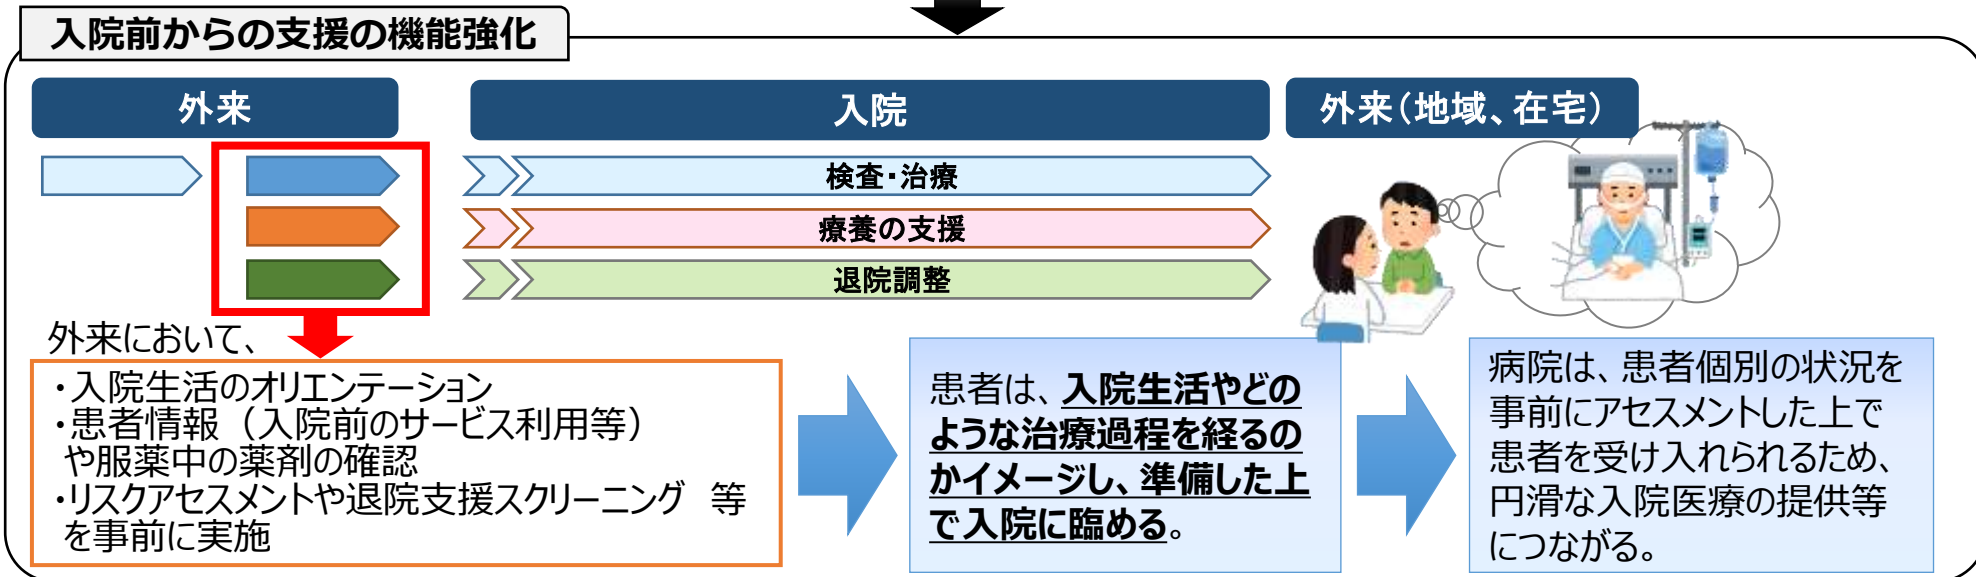 入院前からの支援の機能強化
外来
入院
外来(地域、在宅)
検査・治療
療養の支援
退院調整
外来において、
・入院生活のオリエンテーション
・患者情報（入院前のサービス利用等）
や服薬中の薬剤の確認
・リスクアセスメントや退院支援スクリーニング　等
を事前に実施
患者は、入院生活やどの
ような治療過程を経るの
かイメージし、準備した上
で入院に臨める。
病院は、患者個別の状況を
事前にアセスメントした上で
患者を受け入れられるため、
円滑な入院医療の提供等
につながる。